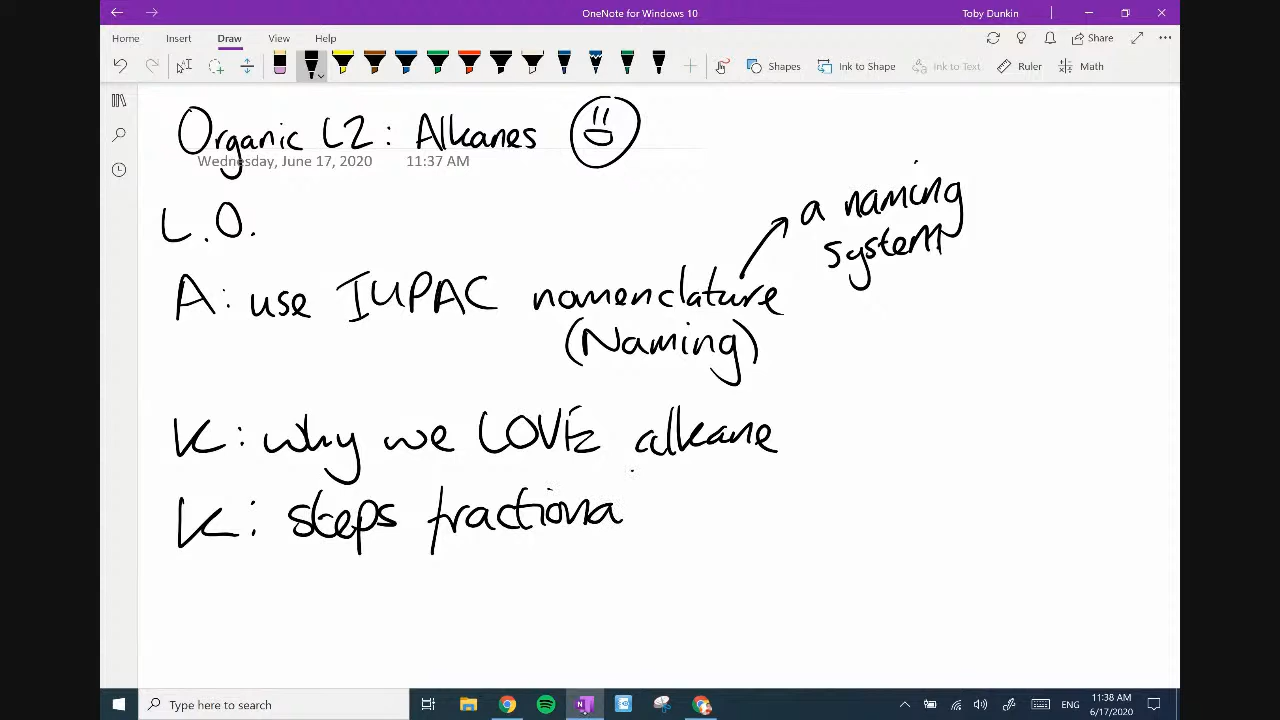 OneNote for Windows 10
Toby Dunkin
Home Insert Draw View Help
Share
Shapes Ink to Shape Ink to Text Ruler Math
Organic L2: Alkanes
Wednesday, June 17, 2020 11:37 AM
L.O.
a naming
system
A: use IUPAC nomenclature
(Naming)
K: why we LOVE alkane
K: steps fractiona
Type here to search
ENG
11:38 AM
6/17/2020